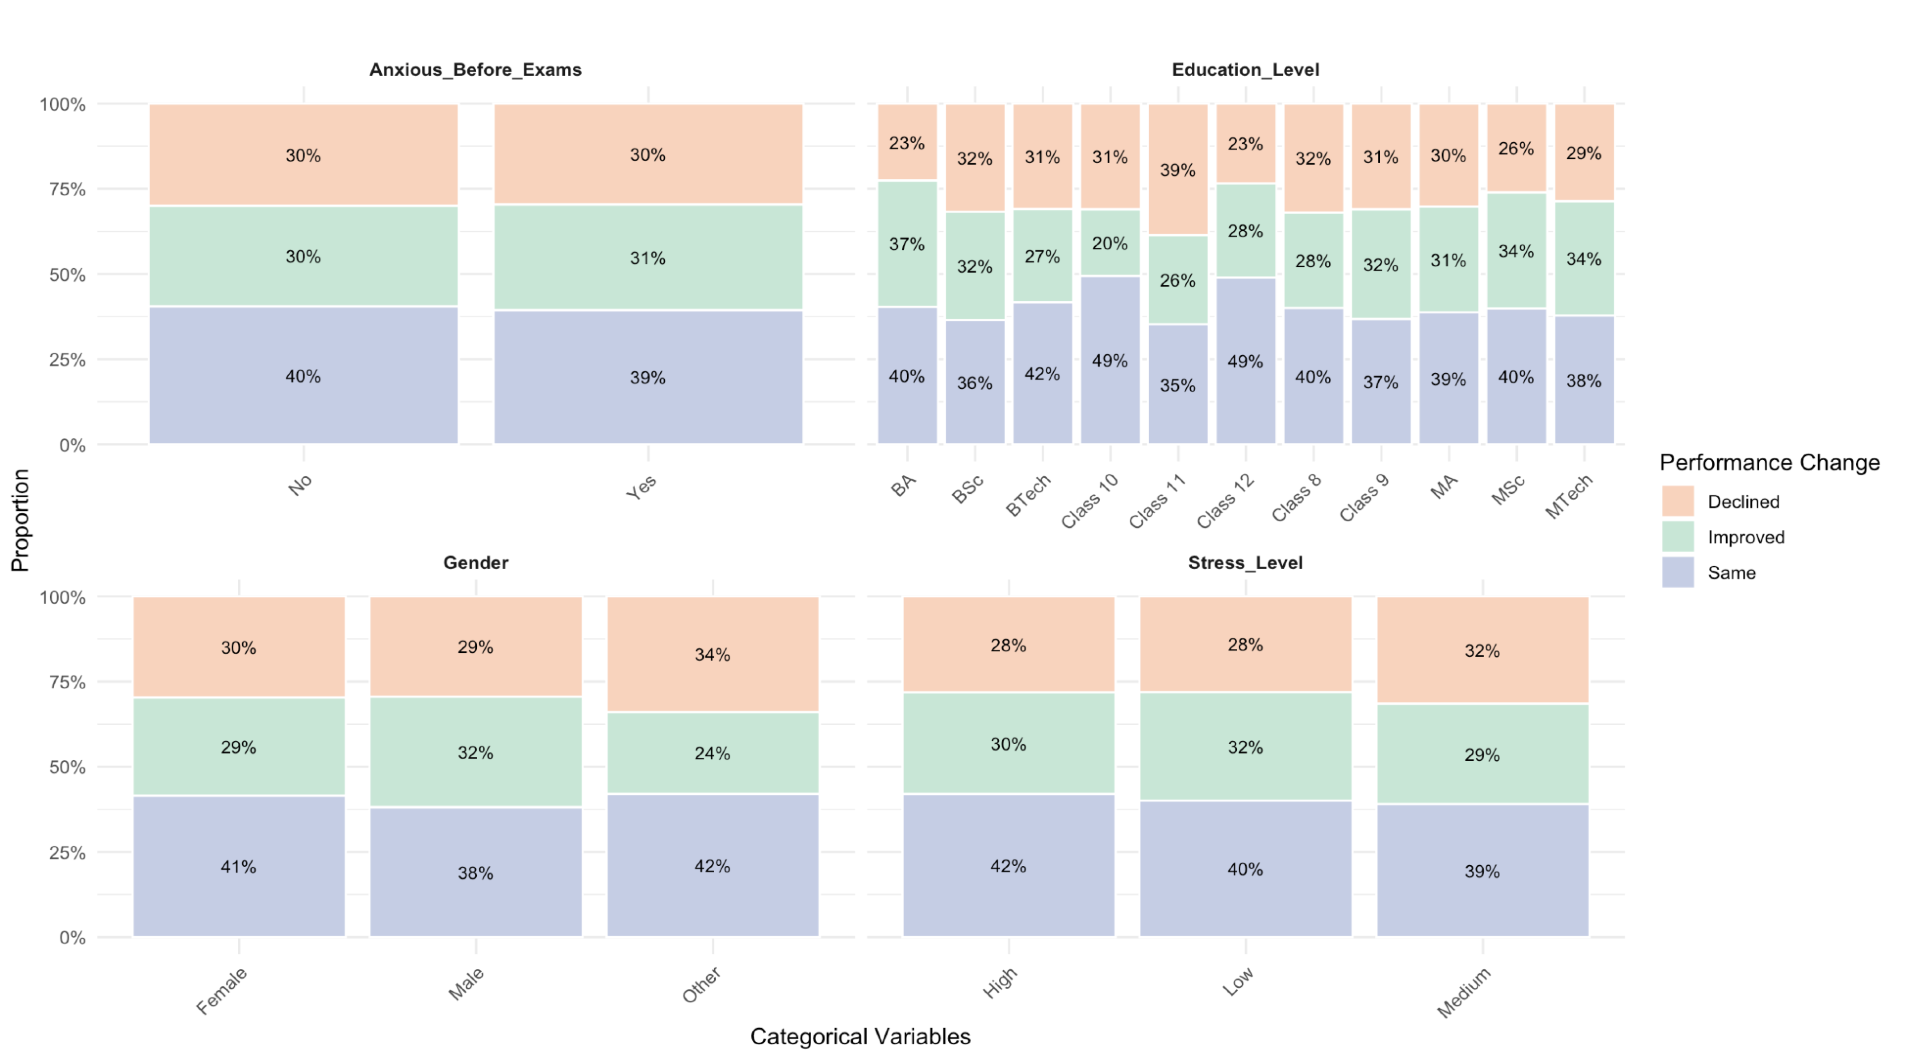 Anxious_Before_Exams
Education_Level
100%
75%
50%
25%
0%
30%
30%
30%
31%
40%
39%
23%
32%
31%
31%
39%
23%
32%
31%
30%
26%
29%
37%
32%
27%
20%
26%
28%
28%
32%
31%
34%
34%
40%
36%
42%
49%
35%
49%
40%
37%
39%
40%
38%
No
Yes
BA
BSc
BTech
Class 10
Class 11
Class 12
Class 8
Class 9
MA
MSc
MTech
Proportion
Performance Change
Declined
Improved
Same
Gender
Stress_Level
100%
75%
50%
25%
0%
30%
29%
34%
29%
32%
24%
41%
38%
42%
28%
28%
32%
30%
32%
29%
42%
40%
39%
Female
Male
Other
High
Low
Medium
Categorical Variables